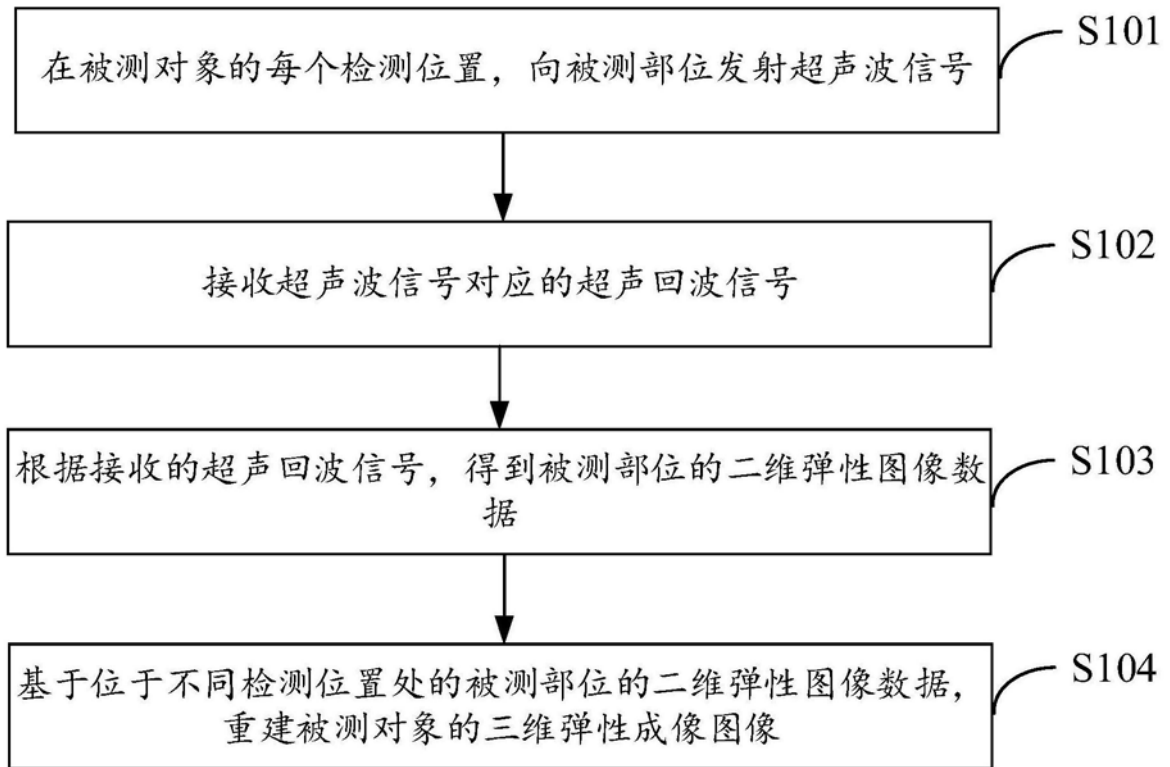 在被测对象的每个检测位置，向被测部位发射超声波信号
S101
接收超声波信号对应的超声回波信号
S102
根据接收的超声回波信号，得到被测部位的二维弹性图像数
据
S103
基于位于不同检测位置处的被测部位的二维弹性图像数据，
重建被测对象的三维弹性成像图像
S104